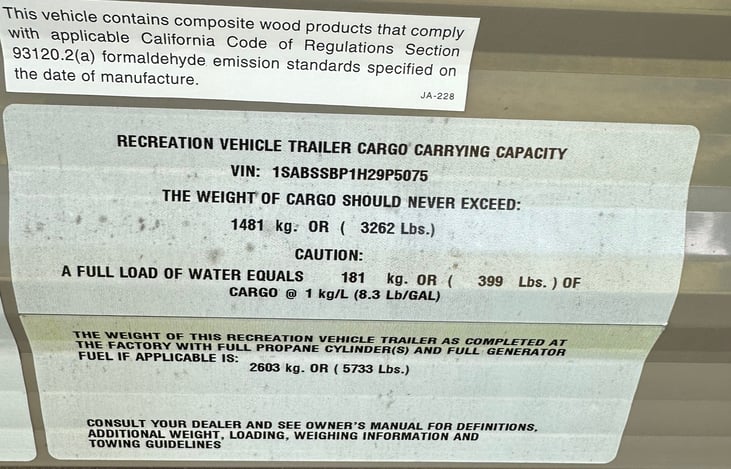 This vehicle contains composite wood products that comply
with applicable California Code of Regulations Section
93120.2(a) formaldehyde emission standards specified on
the date of manufacture.
JA-228
RECREATION VEHICLE TRAILER CARGO CARRYING CAPACITY
VIN: 1SABSSBP1H29P5075
THE WEIGHT OF CARGO SHOULD NEVER EXCEED:
1481 kg. OR ( 3262 Lbs.)
CAUTION:
A FULL LOAD OF WATER EQUALS 181 kg. OR ( 399 Lbs. ) OF
CARGO @ 1 kg/L (8.3 Lb/GAL)
THE WEIGHT OF THIS RECREATION VEHICLE TRAILER AS COMPLETED AT
THE FACTORY WITH FULL PROPANE CYLINDER(S) AND FULL GENERATOR
FUEL IF APPLICABLE IS:
2603 kg. OR ( 5733 Lbs.)
CONSULT YOUR DEALER AND SEE OWNER'S MANUAL FOR DEFINITIONS,
ADDITIONAL WEIGHT, LOADING, WEIGHING INFORMATION AND
TOWING GUIDELINES